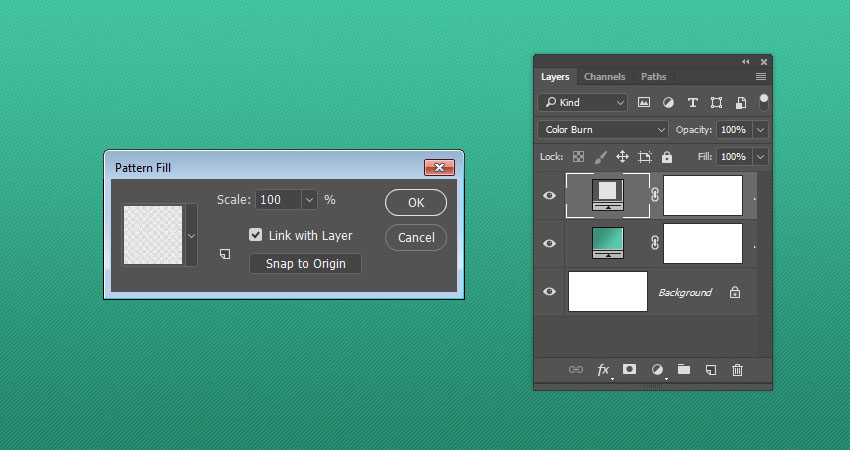 Pattern Fill
Scale: 100 %
OK
Link with Layer
Cancel
Snap to Origin
Layers Channels Paths
Kind
T
Color Burn Opacity: 100%
Lock: Fill: 100%
Background
fx